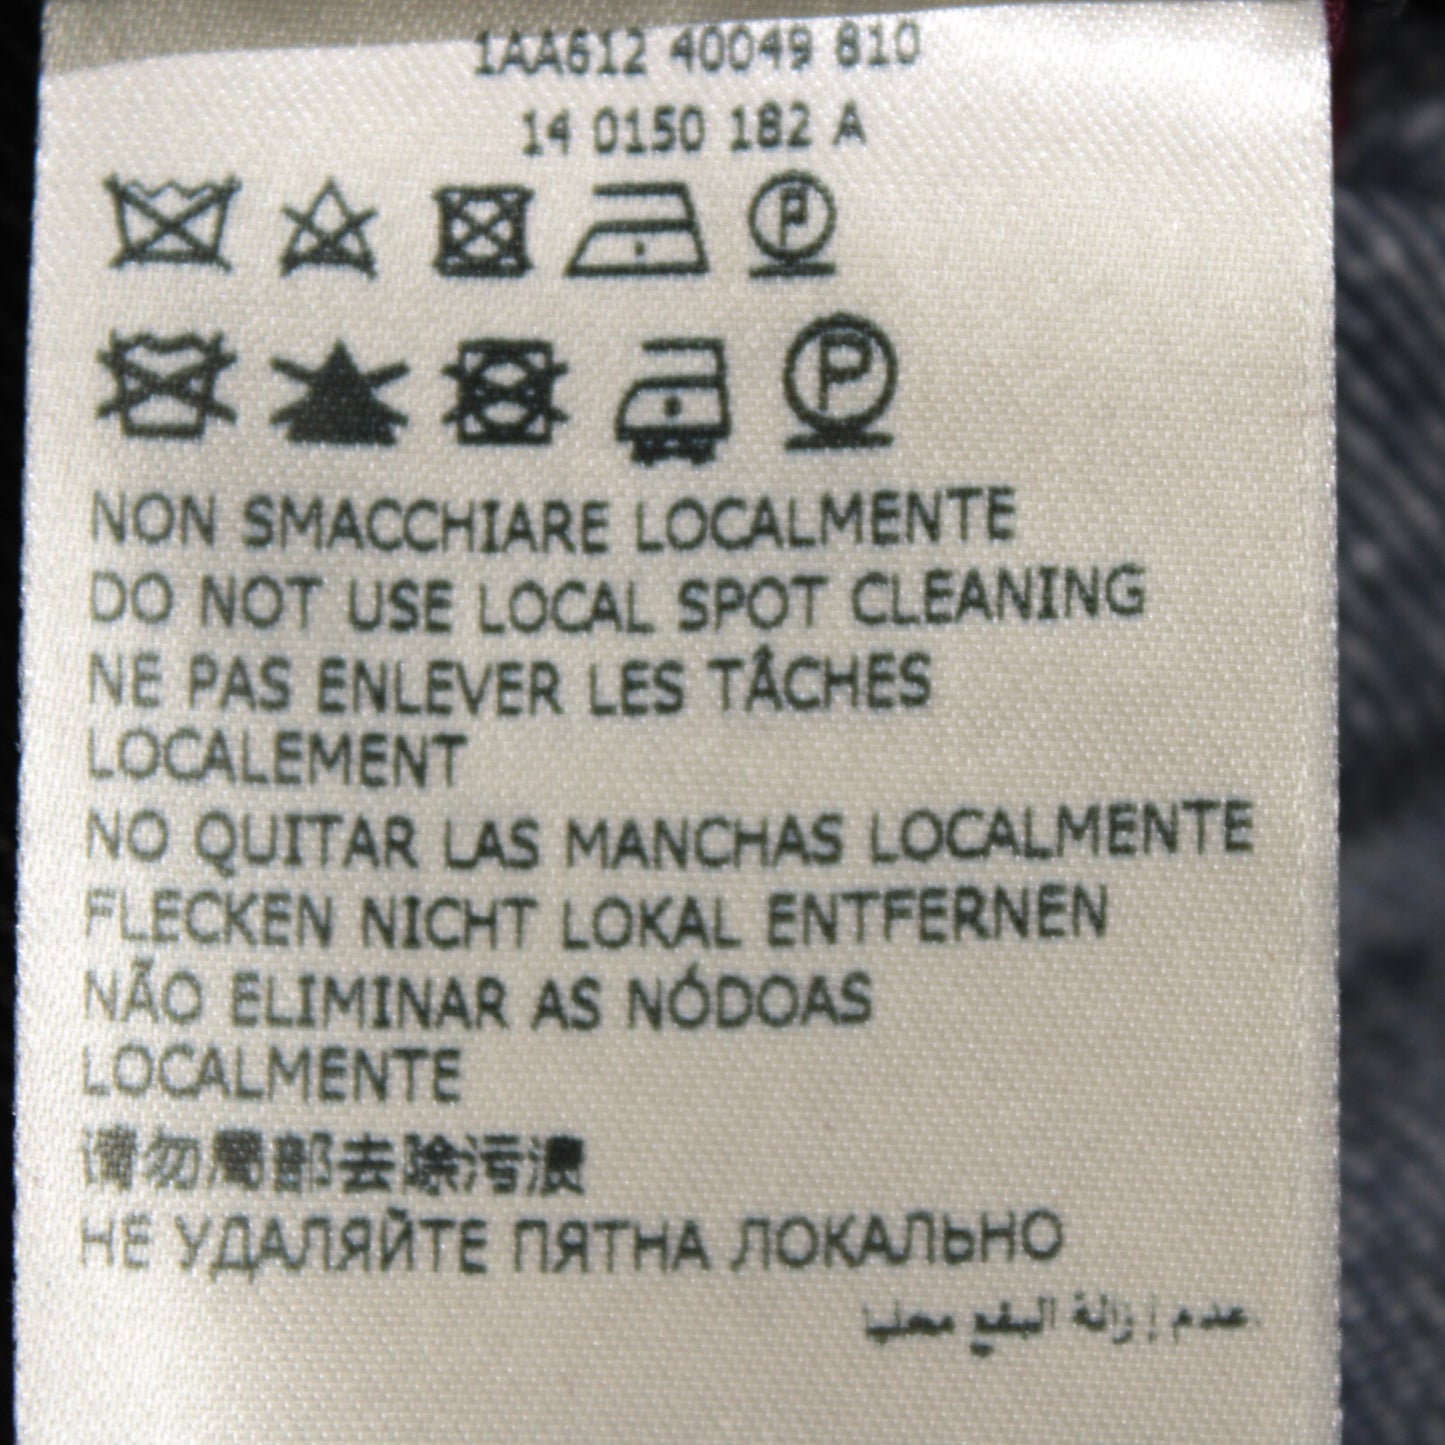 1AA612 40049 810
14 0150 182 A
P
P
NON SMACCHIARE LOCALMENTE
DO NOT USE LOCAL SPOT CLEANING
NE PAS ENLEVER LES TÂCHES
LOCALEMENT
NO QUITAR LAS MANCHAS LOCALMENTE
FLECKEN NICHT LOKAL ENTFERNEN
NÃO ELIMINAR AS NÓDOAS
LOCALMENTE
请勿局部去除污渍
НЕ УДАЛЯЙТЕ ПЯТНА ЛОКАЛЬНО
عدم إزالة البقع محليا